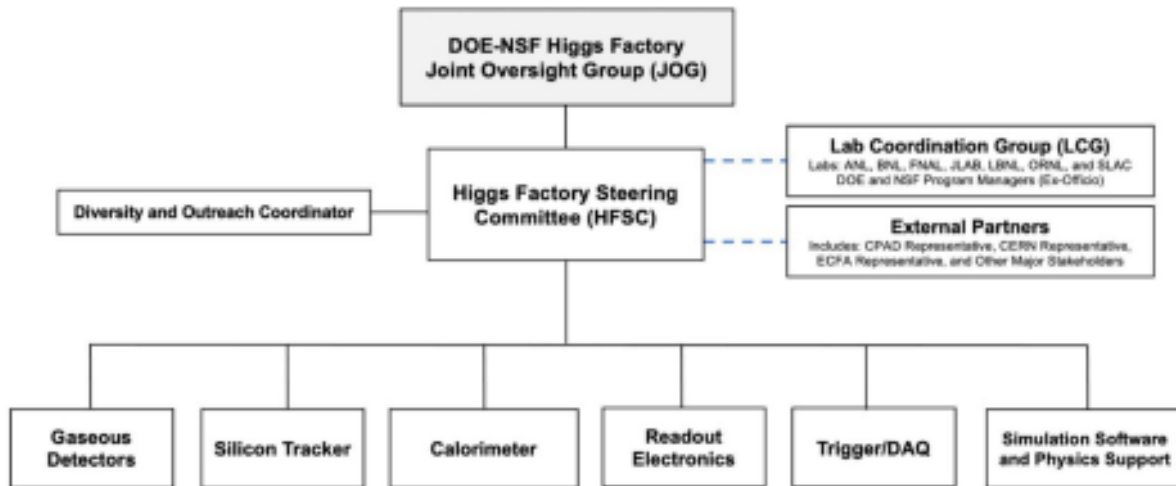 DOE-NSF Higgs Factory
Joint Oversight Group (JOG)
Lab Coordination Group (LCG)
Labs: ANL, BNL, FNAL, JLAB, LBNL, ORNL, and SLAC
DOE and NSF Program Managers (Ex-Officio)
Higgs Factory Steering
Committee (HFSC)
Diversity and Outreach Coordinator
External Partners
Includes: CPAD Representative, CERN Representative,
ECFA Representative, and Other Major Stakeholders
Gaseous
Detectors
Silicon Tracker
Calorimeter
Readout
Electronics
Trigger/DAQ
Simulation Software
and Physics Support